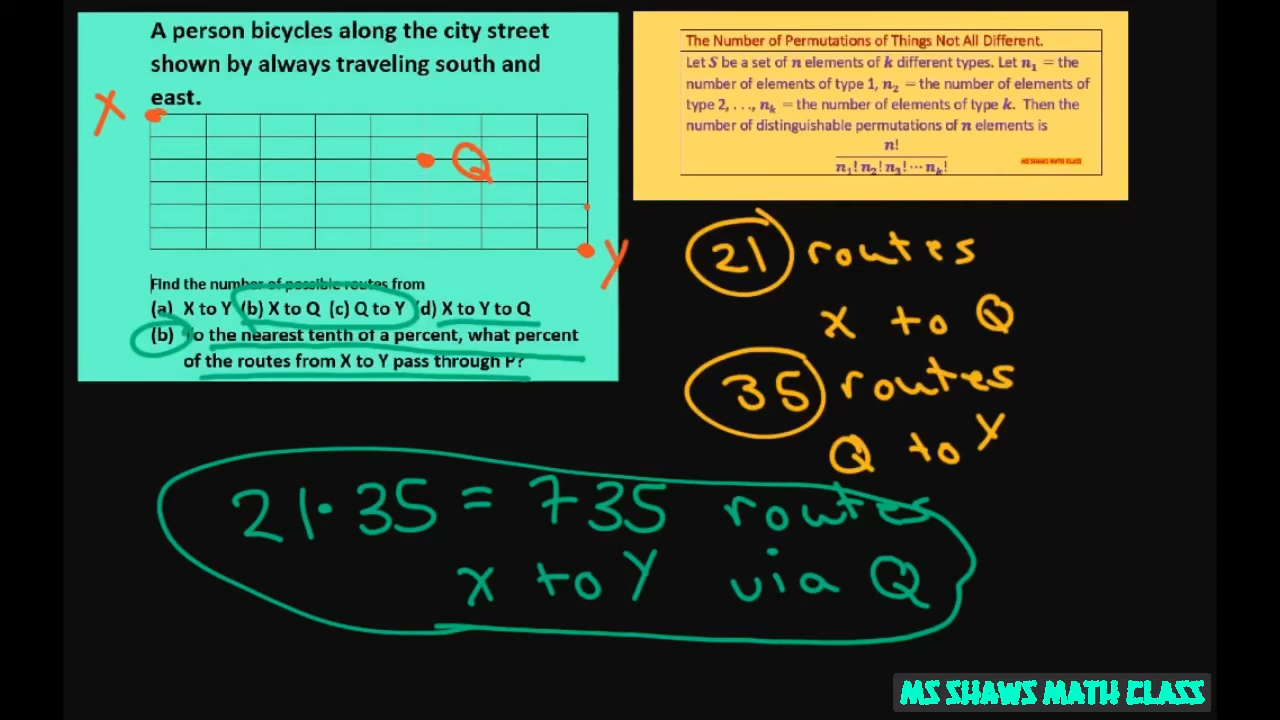 A person bicycles along the city street
shown by always traveling south and
east.
X
Q
Y
Find the number of possible routes from
(a) X to Y (b) X to Q (c) Q to Y (d) X to Y to Q
(b) To the nearest tenth of a percent, what percent
of the routes from X to Y pass through P?
The Number of Permutations of Things Not All Different.
Let S be a set of n elements of k different types. Let n₁ = the
number of elements of type 1, n₂ = the number of elements of
type 2, . . ., nₖ = the number of elements of type k. Then the
number of distinguishable permutations of n elements is
n!
n₁! n₂! n₃! ⋯ nₖ!
MS SHAWS MATH CLASS
21 routes
X to Q
35 routes
Q to Y
21·35 = 735 routes
X to Y via Q
MS SHAWS MATH CLASS